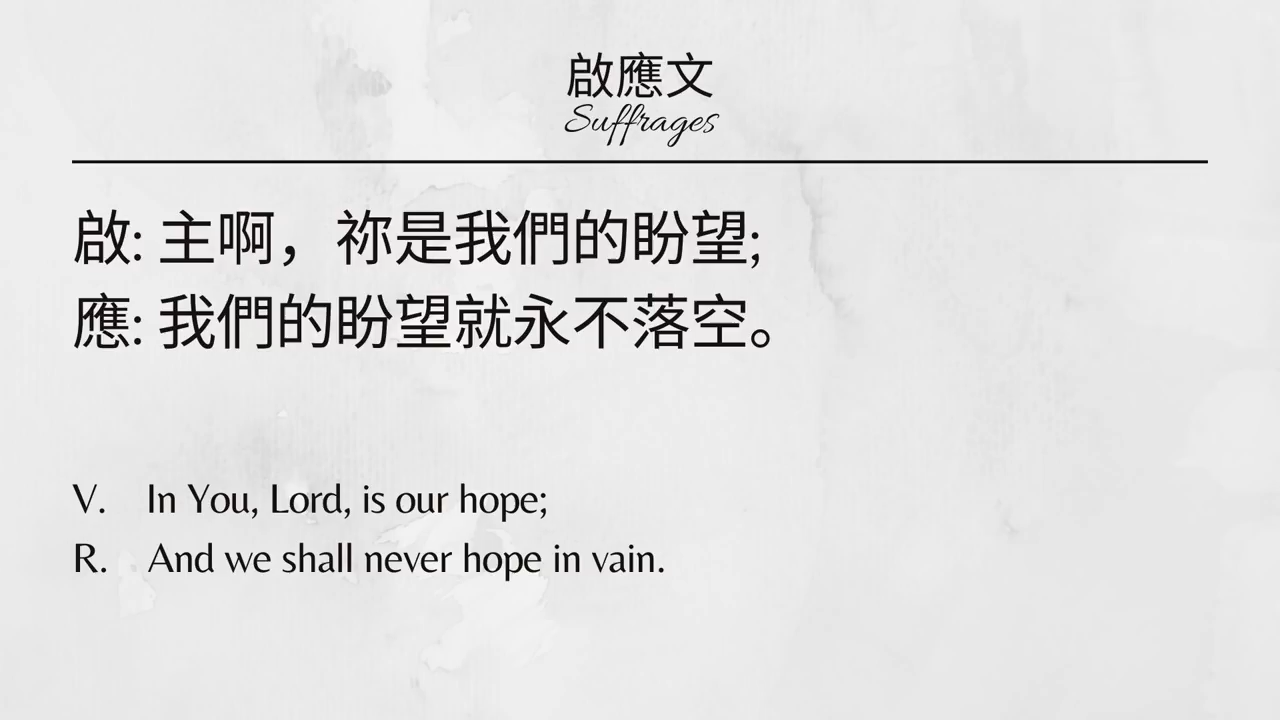 啟應文
Suffrages
啟: 主啊，祢是我們的盼望;
應: 我們的盼望就永不落空。
V. In You, Lord, is our hope;
R. And we shall never hope in vain.